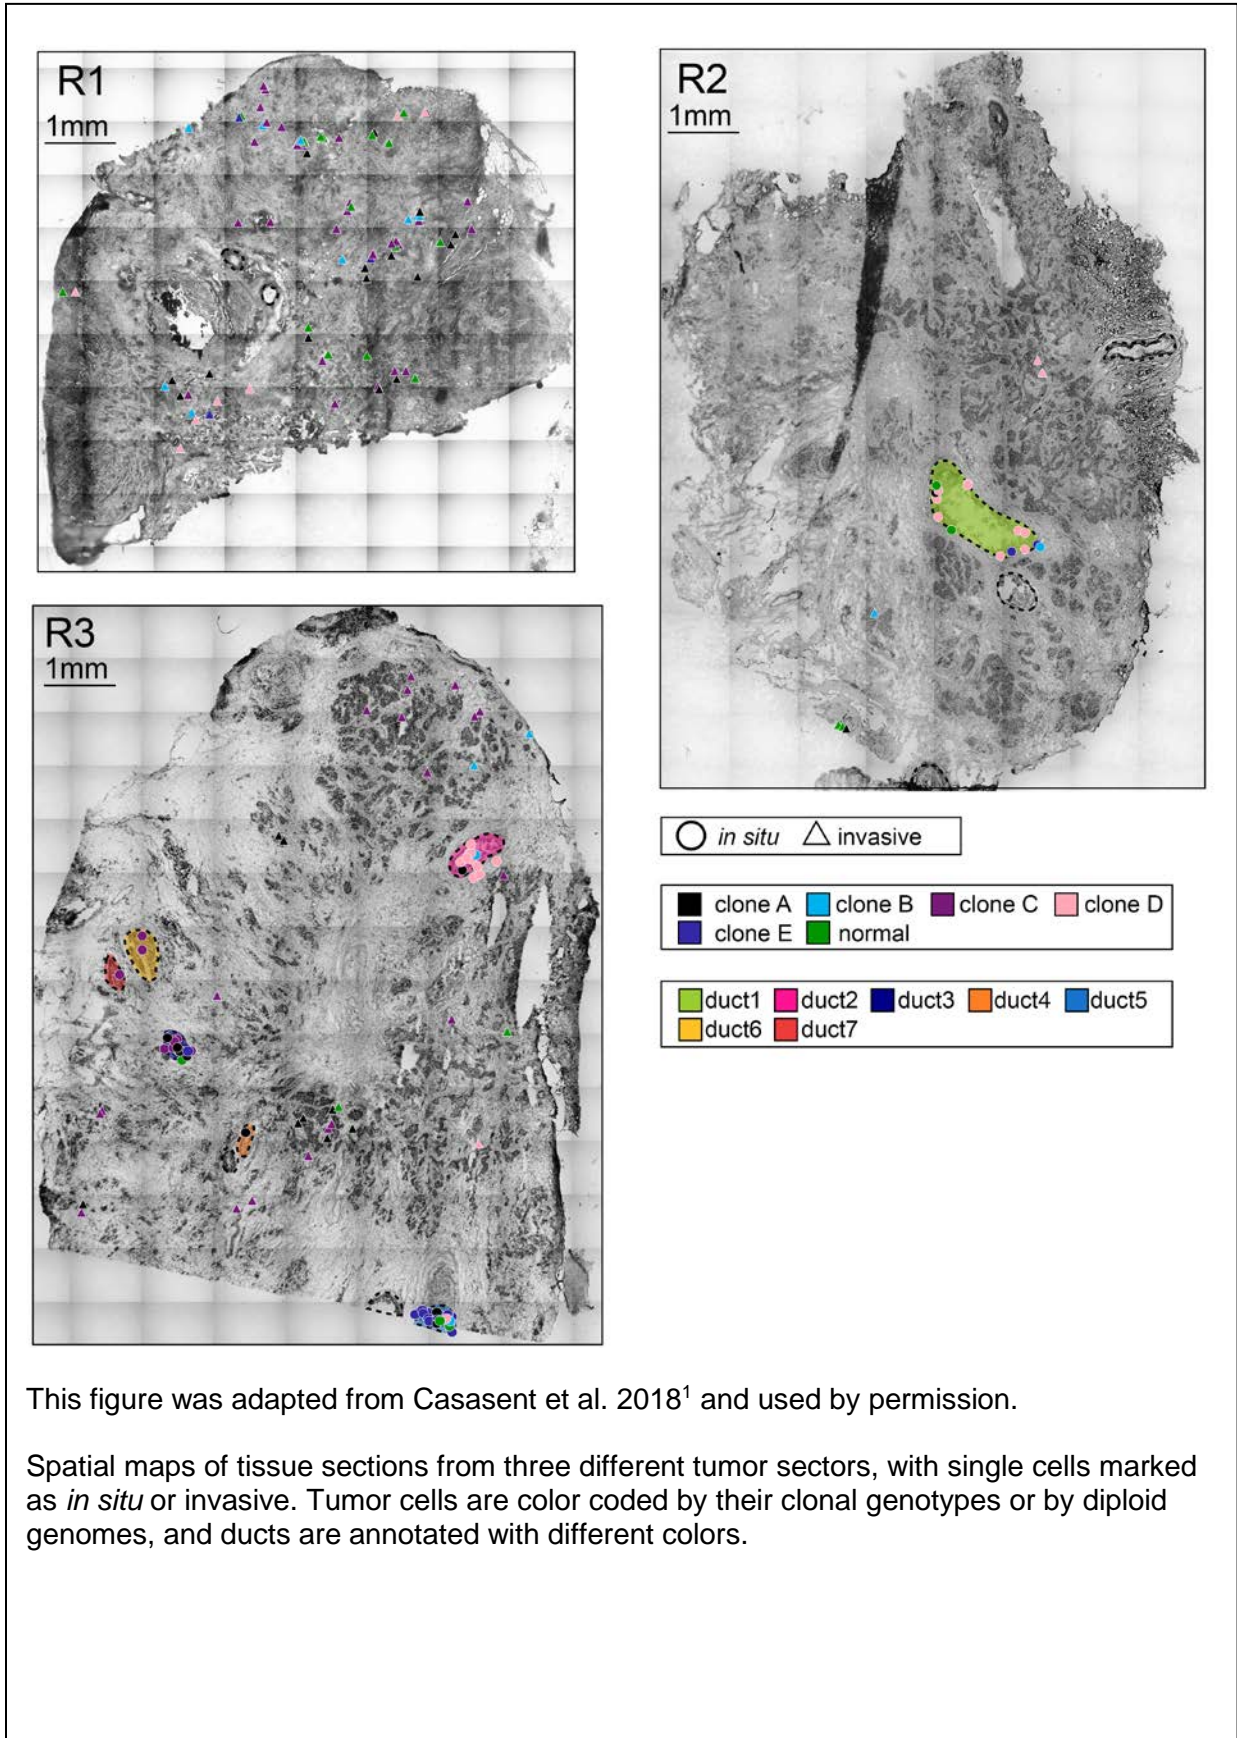 R1
1mm
R2
1mm
R3
1mm
in situ invasive
clone A clone B clone C clone D
clone E normal
duct1 duct2 duct3 duct4 duct5
duct6 duct7
This figure was adapted from Casasent et al. 2018¹ and used by permission.
Spatial maps of tissue sections from three different tumor sectors, with single cells marked
as in situ or invasive. Tumor cells are color coded by their clonal genotypes or by diploid
genomes, and ducts are annotated with different colors.